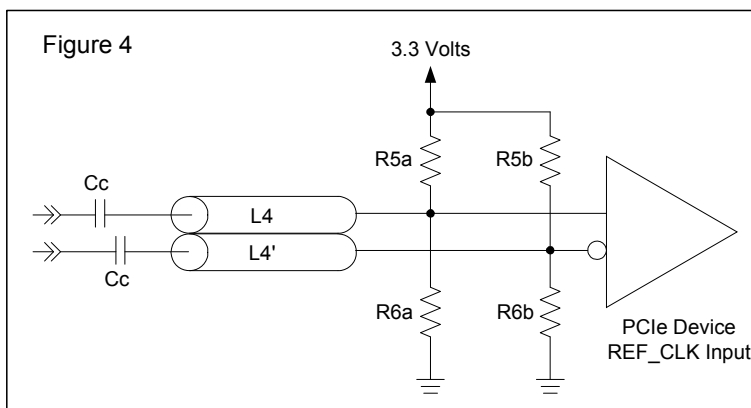 Figure 4
3.3 Volts
R5a
R5b
Cc
L4
L4'
Cc
R6a
R6b
PCIe Device
REF_CLK Input